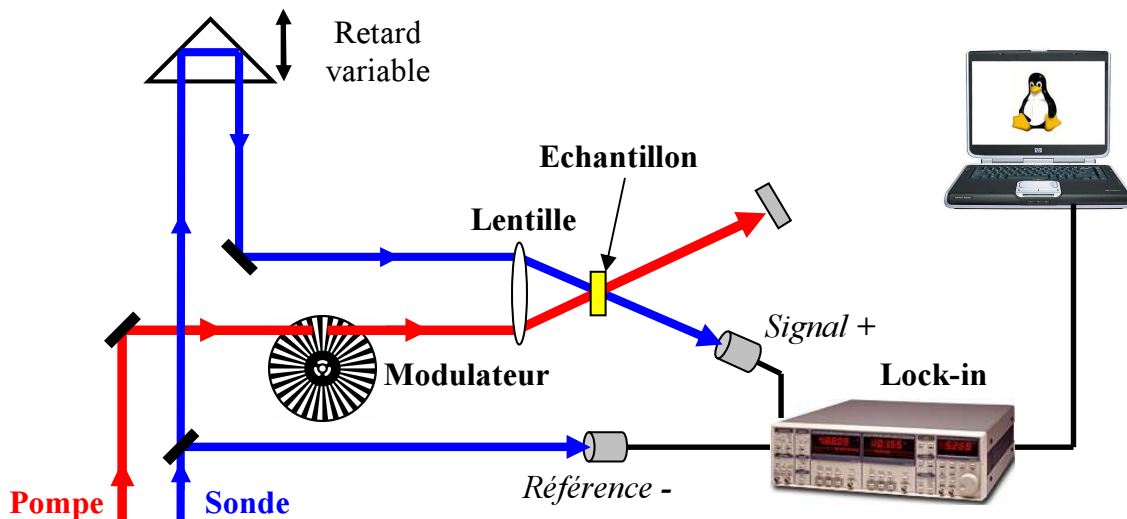 Retard
variable
Echantillon
Lentille
Signal +
Modulateur
Lock-in
Référence -
Pompe
Sonde